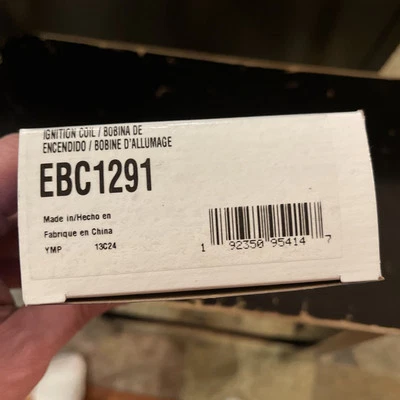 IGNITION COIL / BOBINA DE
ENCENDIDO / BOBINE D'ALLUMAGE
EBC1291
Made in/Hecho en
Fabrique en China
YMP 13C24
1 92350 95414 7